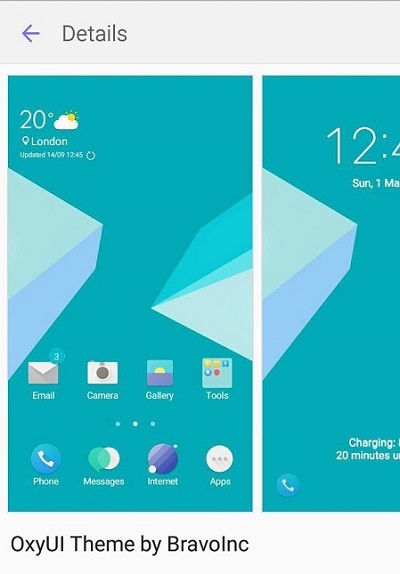 Details
20°
London
Updated 14/09 12:45
12:4
Sun, 1 Ma
3
Email Camera Gallery Tools
Charging:
20 minutes u
Phone Messages Internet Apps
OxyUI Theme by BravoInc